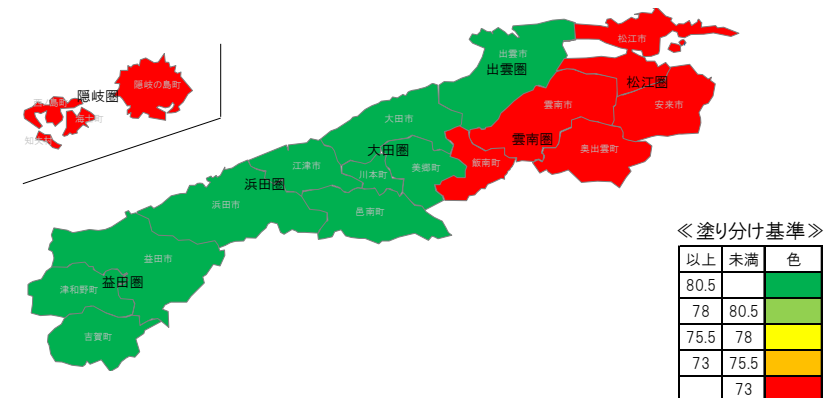 松江市
出雲市
出雲圏
隠岐の島町
隠岐圏
松江圏
海士町
雲南市
安来市
大田市
雲南圏
知夫村
大田圏
奥出雲町
飯南町
江津市
美郷町
川本町
浜田圏
浜田市
邑南町
益田市
益田圏
津和野町
吉賀町
≪塗り分け基準≫
以上 未満 色
80.5
78 80.5
75.5 78
73 75.5
73